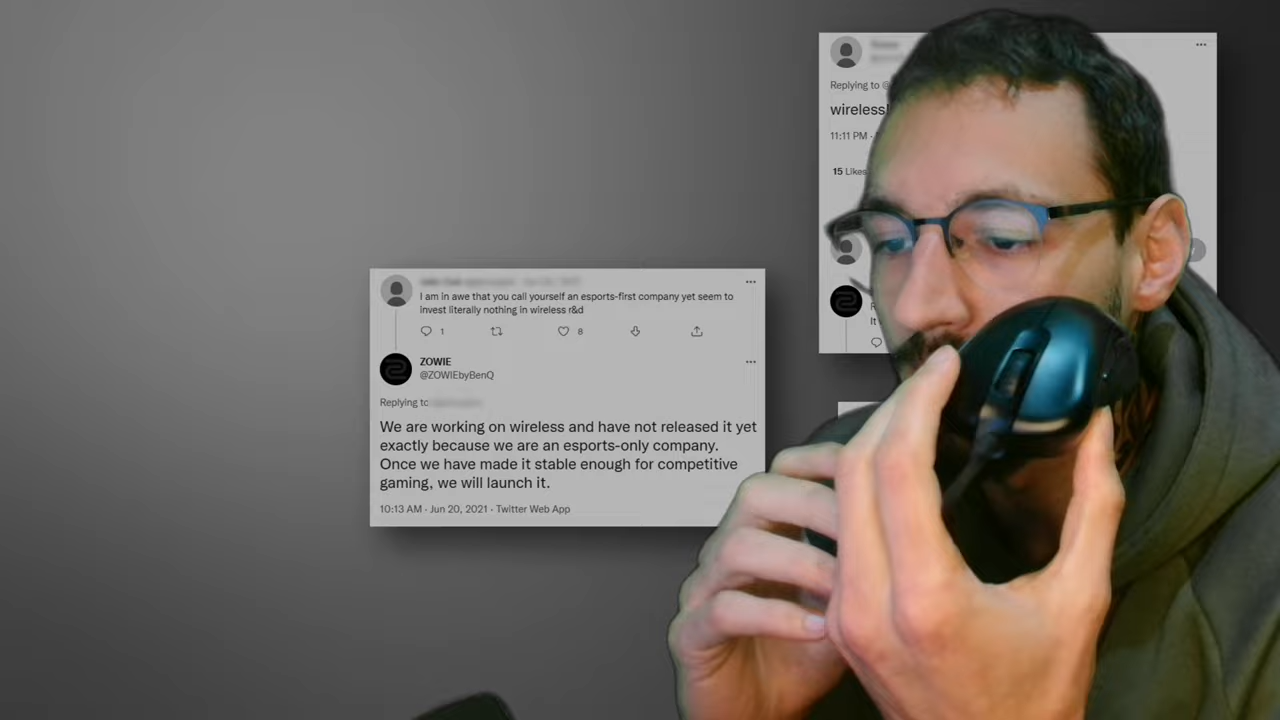 I am in awe that you call yourself an esports-first company yet seem to
invest literally nothing in wireless r&d
1
8
ZOWIE
@ZOWIEbyBenQ
Replying to
We are working on wireless and have not released it yet
exactly because we are an esports-only company.
Once we have made it stable enough for competitive
gaming, we will launch it.
10:13 AM · Jun 20, 2021 · Twitter Web App
Replying to
wireless
11:11 PM ·
15 Likes
It